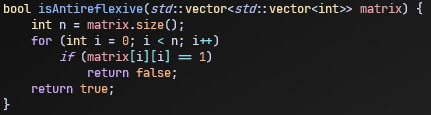 bool isAntireflexive(std::vector<std::vector<int>> matrix) {
    int n = matrix.size();
    for (int i = 0; i < n; i++)
        if (matrix[i][i] == 1)
            return false;
    return true;
}